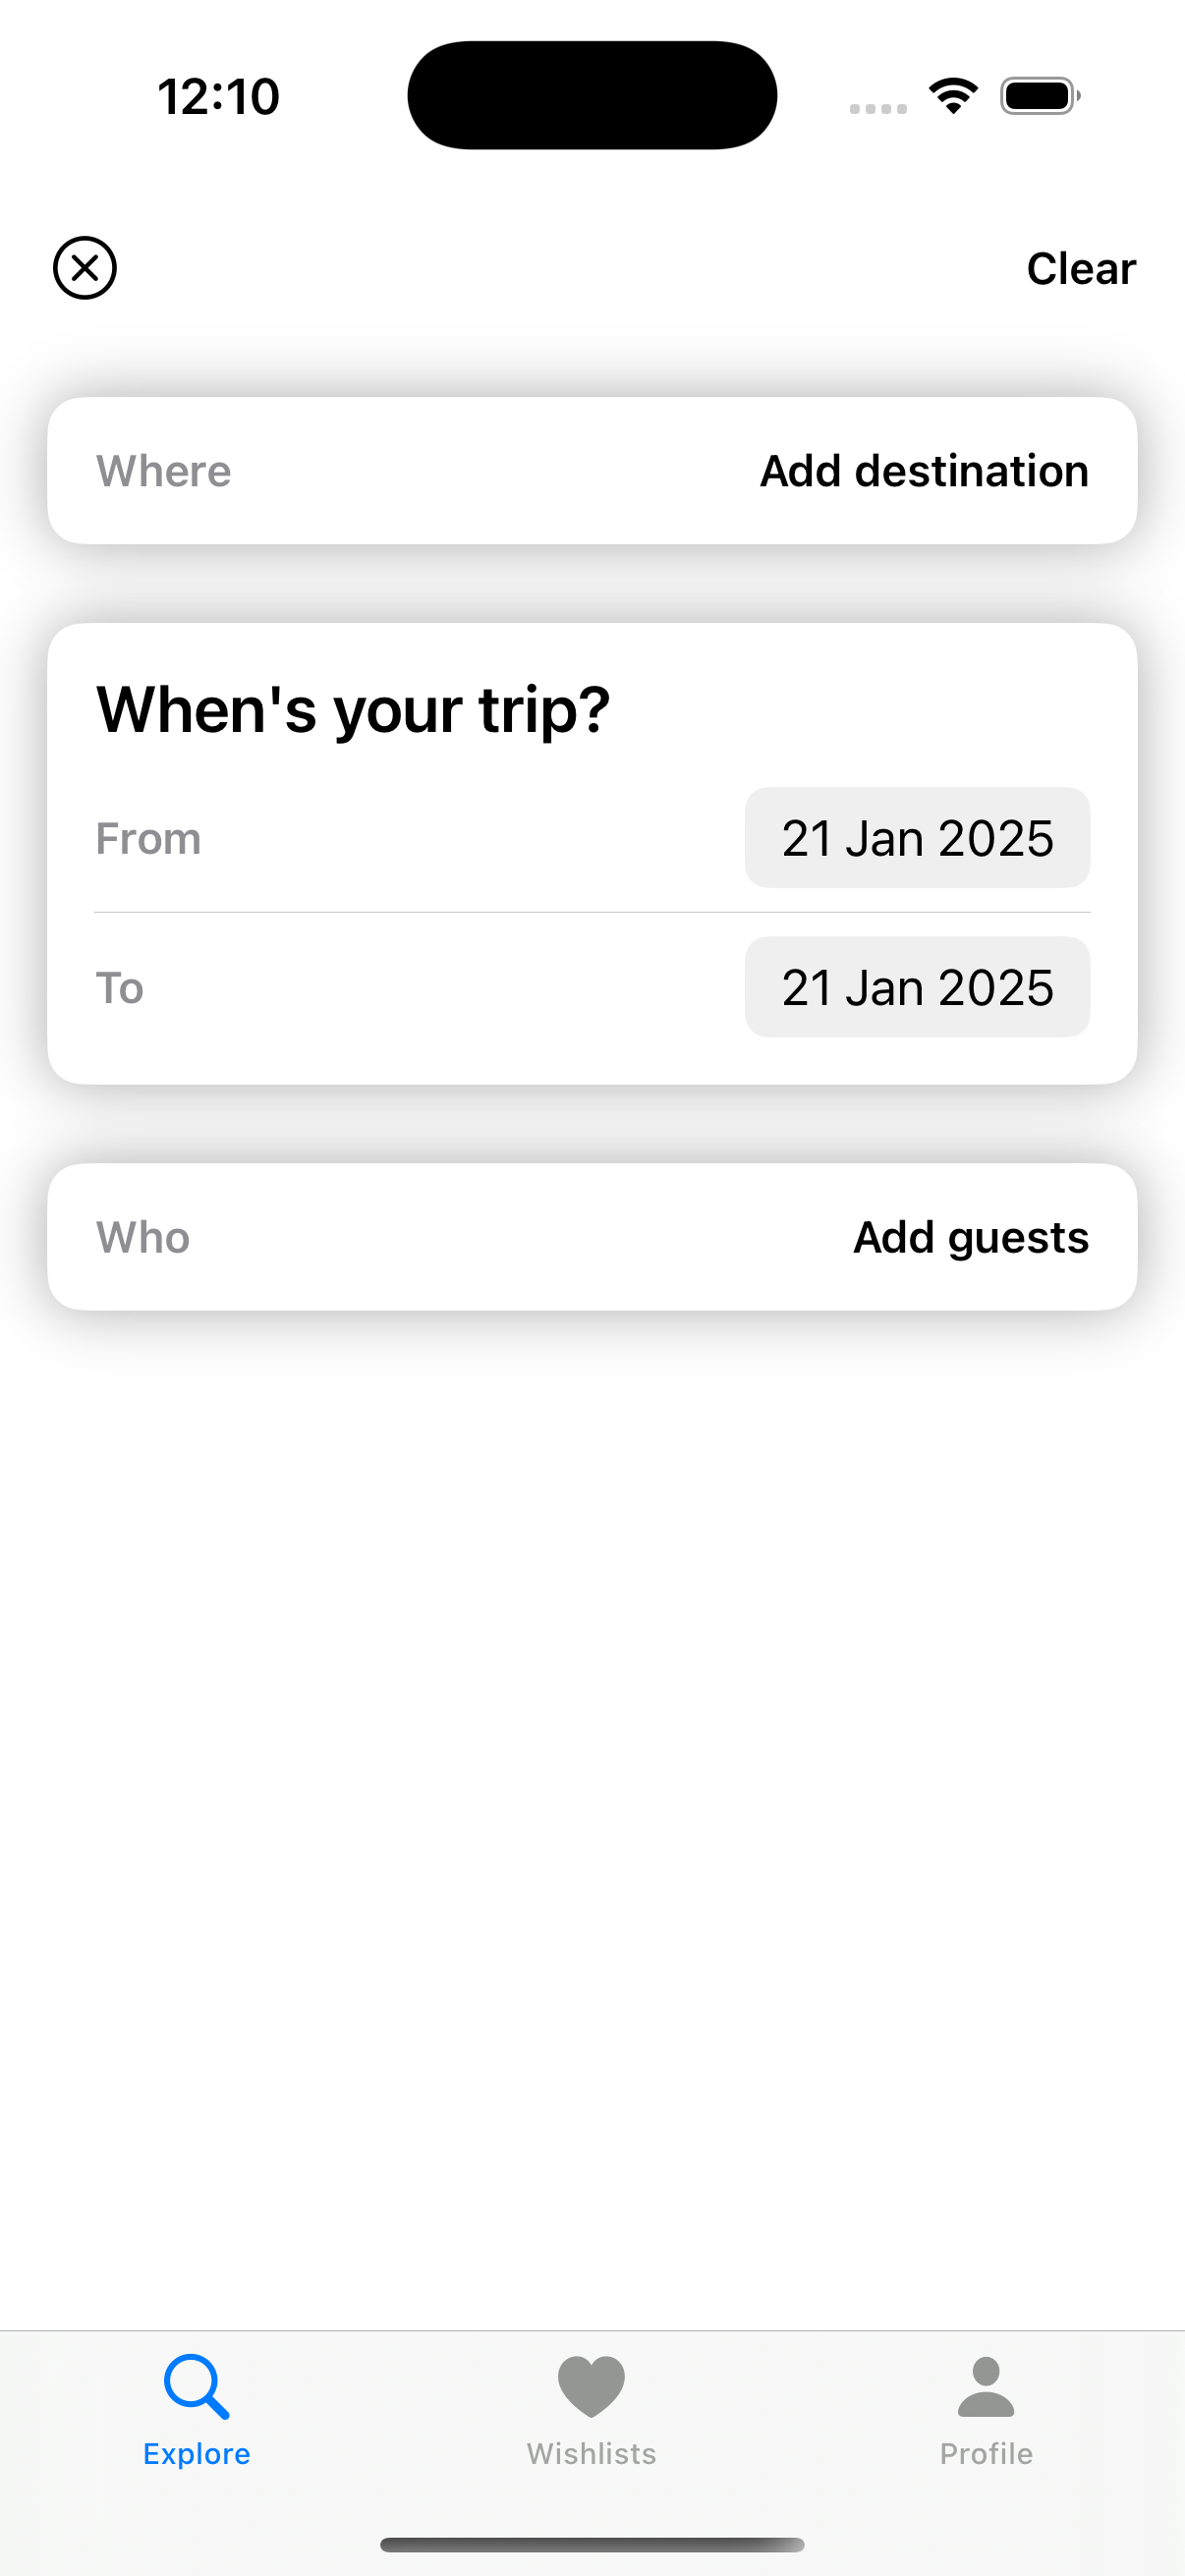 12:10
Clear
Where Add destination
When's your trip?
From 21 Jan 2025
To 21 Jan 2025
Who Add guests
Explore Wishlists Profile